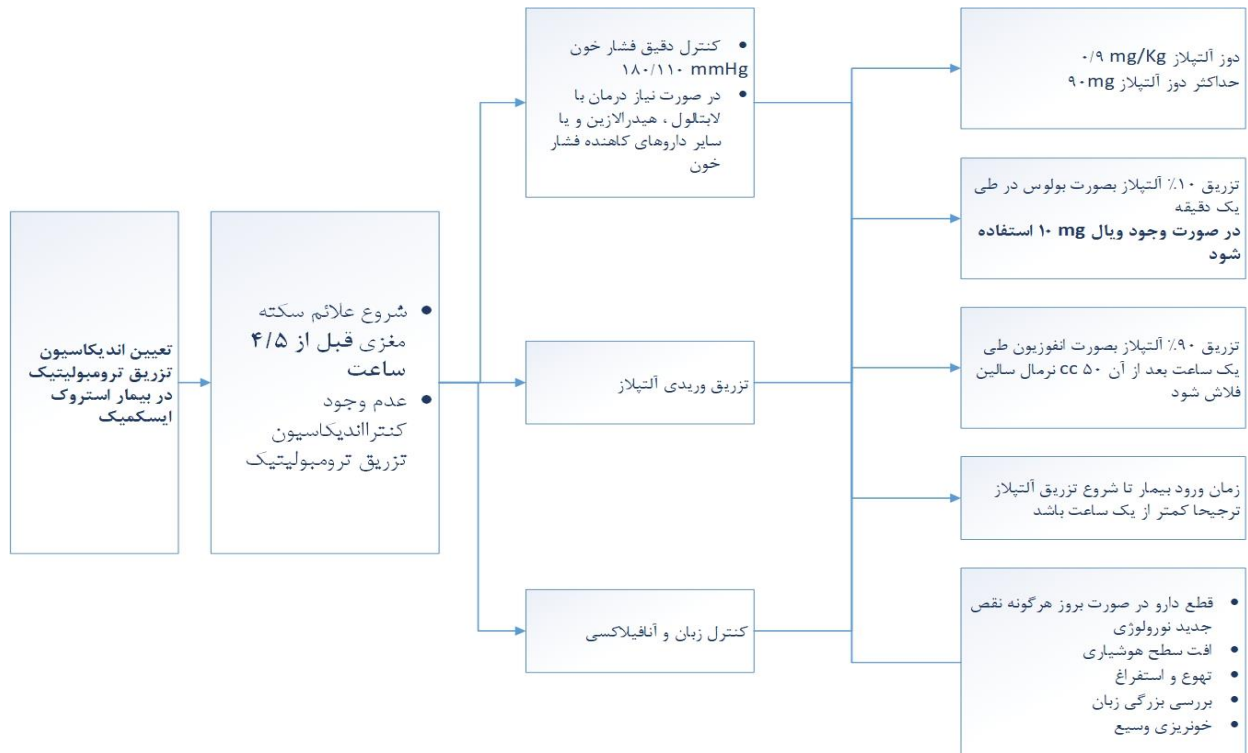 تعیین اندیکاسیون
تزریق ترومبولیتیک
در بیمار استروک
ایسکمیک
• شروع علائم سکته
مغزی قبل از ۴/۵
ساعت
• عدم وجود
کنترااندیکاسیون
تزریق ترومبولیتیک
• کنترل دقیق فشار خون
۱۸۰/۱۱۰ mmHg
• در صورت نیاز درمان با
لابتالول ، هیدرالازین و یا
سایر داروهای کاهنده فشار
خون
تزریق وریدی آلتپلاز
کنترل زبان و آنافیلاکسی
دوز آلتپلاز ۰/۹ mg/Kg
حداکثر دوز آلتپلاز ۹۰mg
تزریق ۱۰٪ آلتپلاز بصورت بولوس در طی
یک دقیقه
در صورت وجود ویال ۱۰ mg استفاده
شود
تزریق ۹۰٪ آلتپلاز بصورت انفوزیون طی
یک ساعت بعد از آن ۵۰ cc نرمال سالین
فلاش شود
زمان ورود بیمار تا شروع تزریق آلتپلاز
ترجیحا کمتر از یک ساعت باشد
• قطع دارو در صورت بروز هرگونه نقص
جدید نورولوژی
• افت سطح هوشیاری
• تهوع و استفراغ
• بررسی بزرگی زبان
• خونریزی وسیع